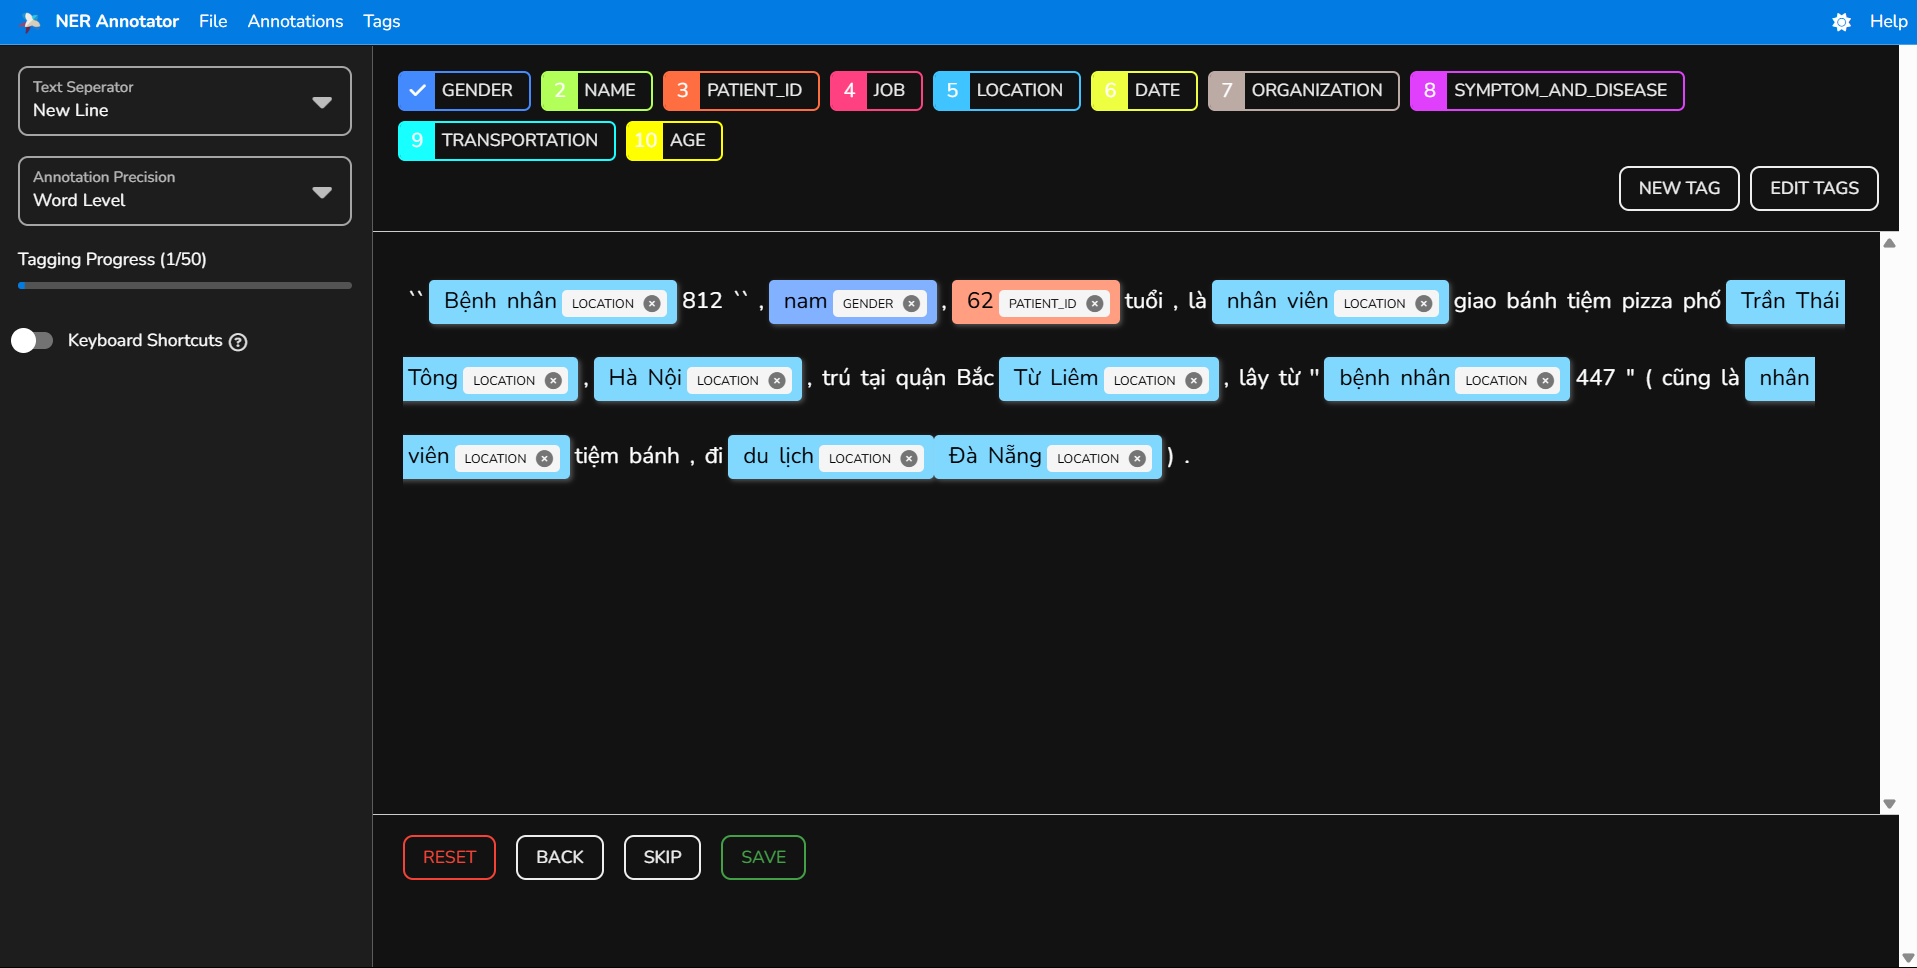 NER Annotator File Annotations Tags Help
Text Seperator
New Line
Annotation Precision
Word Level
Tagging Progress (1/50)
Keyboard Shortcuts ?
GENDER 2 NAME 3 PATIENT_ID 4 JOB 5 LOCATION 6 DATE 7 ORGANIZATION 8 SYMPTOM_AND_DISEASE
9 TRANSPORTATION 10 AGE
NEW TAG EDIT TAGS
`` Bệnh nhân LOCATION 812 `` , nam GENDER , 62 PATIENT_ID tuổi , là nhân viên LOCATION giao bánh tiệm pizza phố Trần Thái
Tông LOCATION , Hà Nội LOCATION , trú tại quận Bắc Từ Liêm LOCATION , lây từ " bệnh nhân LOCATION 447 " ( cũng là nhân
viên LOCATION tiệm bánh , đi du lịch LOCATION Đà Nẵng LOCATION ) .
RESET BACK SKIP SAVE